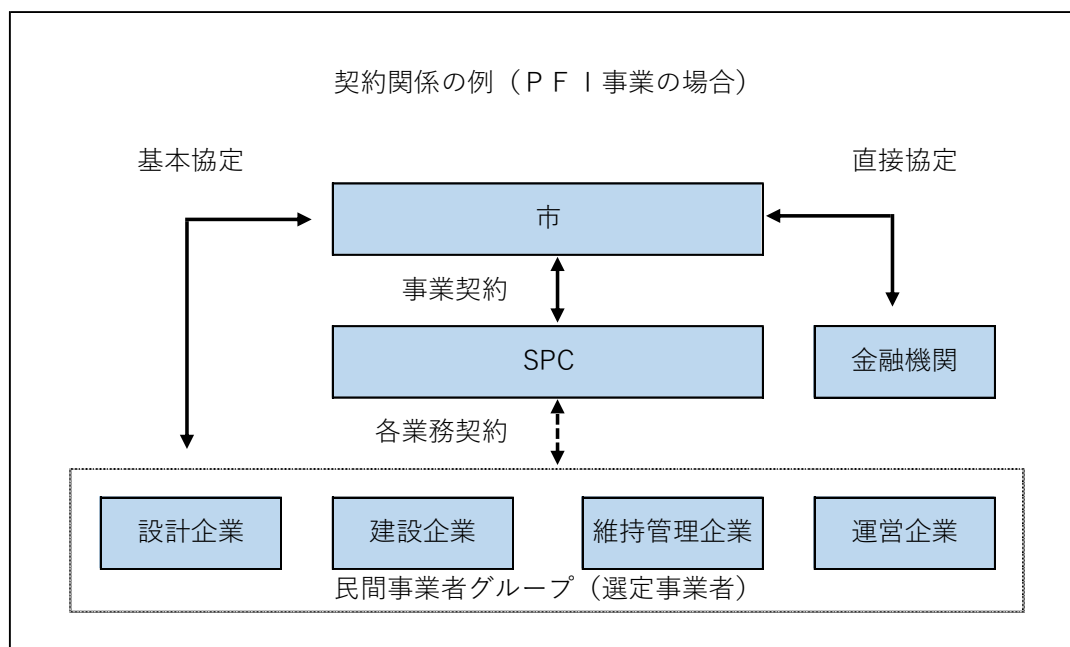 契約関係の例（ＰＦＩ事業の場合）
基本協定
直接協定
市
事業契約
SPC
金融機関
各業務契約
設計企業
建設企業
維持管理企業
運営企業
民間事業者グループ（選定事業者）